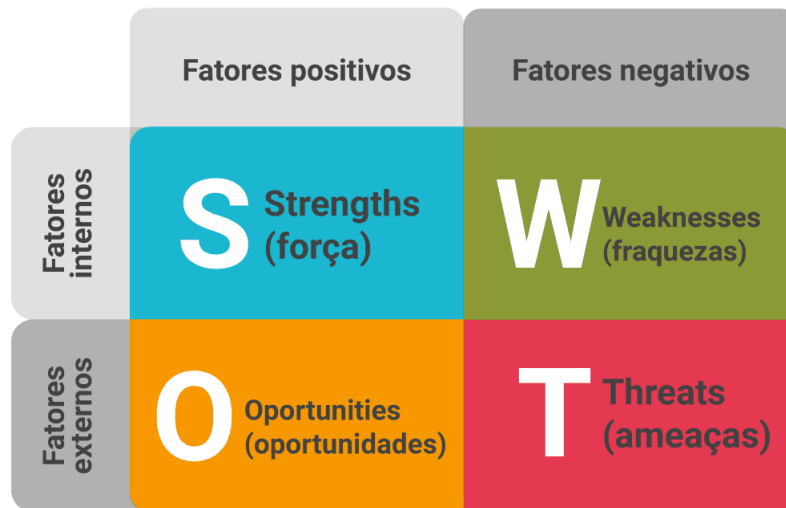 Fatores positivos
Fatores negativos
Fatores
internos
S
Strengths
(força)
W
Weaknesses
(fraquezas)
Fatores
externos
O
Oportunities
(oportunidades)
T
Threats
(ameaças)